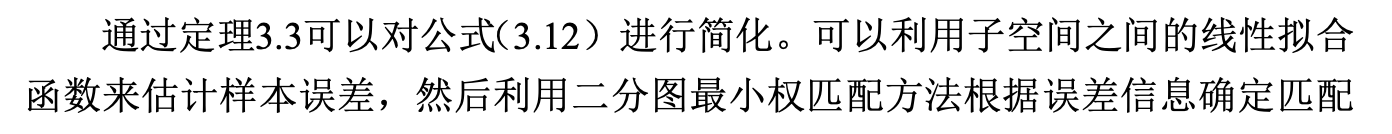 通过定理3.3可以对公式(3.12）进行简化。可以利用子空间之间的线性拟合
函数来估计样本误差，然后利用二分图最小权匹配方法根据误差信息确定匹配